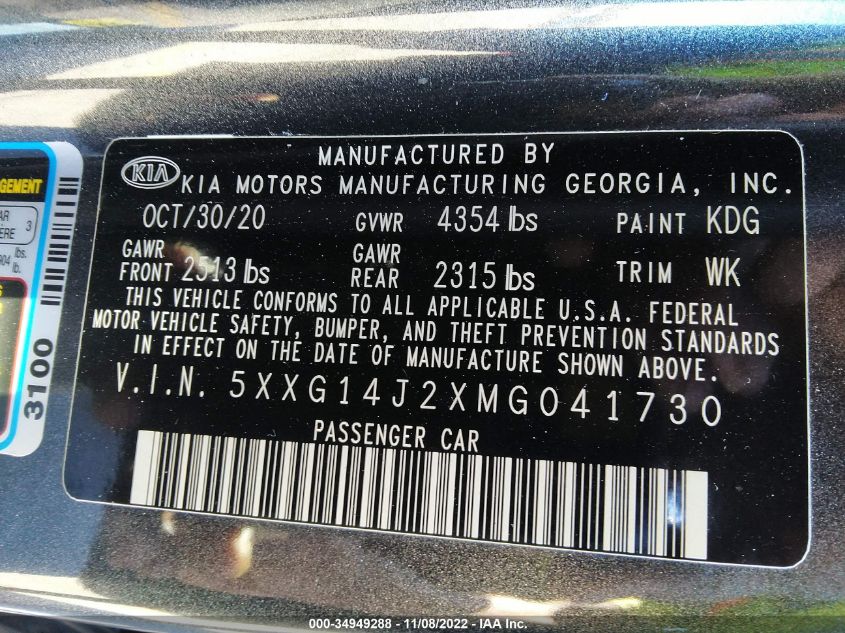 MANUFACTURED BY
KIA KIA MOTORS MANUFACTURING GEORGIA, INC.
OCT/30/20 GVWR 4354 lbs PAINT KDG
GAWR FRONT 2513 lbs GAWR REAR 2315 lbs TRIM WK
THIS VEHICLE CONFORMS TO ALL APPLICABLE U.S.A. FEDERAL
MOTOR VEHICLE SAFETY, BUMPER, AND THEFT PREVENTION STANDARDS
IN EFFECT ON THE DATE OF MANUFACTURE SHOWN ABOVE.
V.I.N. 5XXG14J2XMG041730
PASSENGER CAR
3
lbs.
lb.
3100
000-34949288 - 11/08/2022 - IAA Inc.